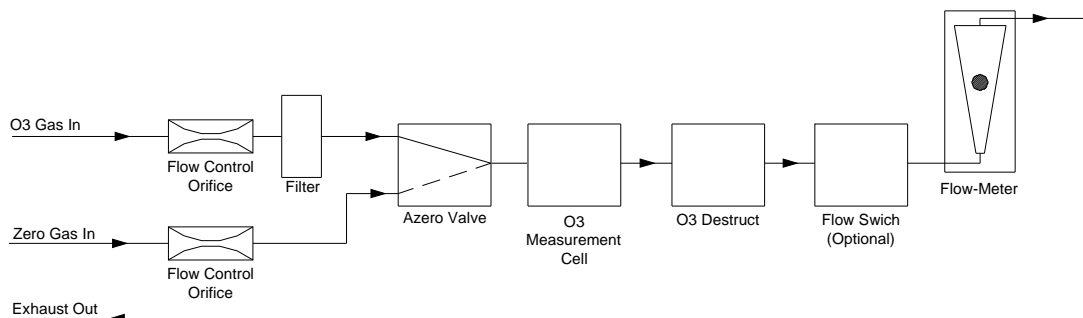 O3 Gas In
Flow Control
Orifice
Filter
Zero Gas In
Flow Control
Orifice
Azero Valve
O3
Measurement
Cell
O3 Destruct
Flow Swich
(Optional)
Flow-Meter
Exhaust Out